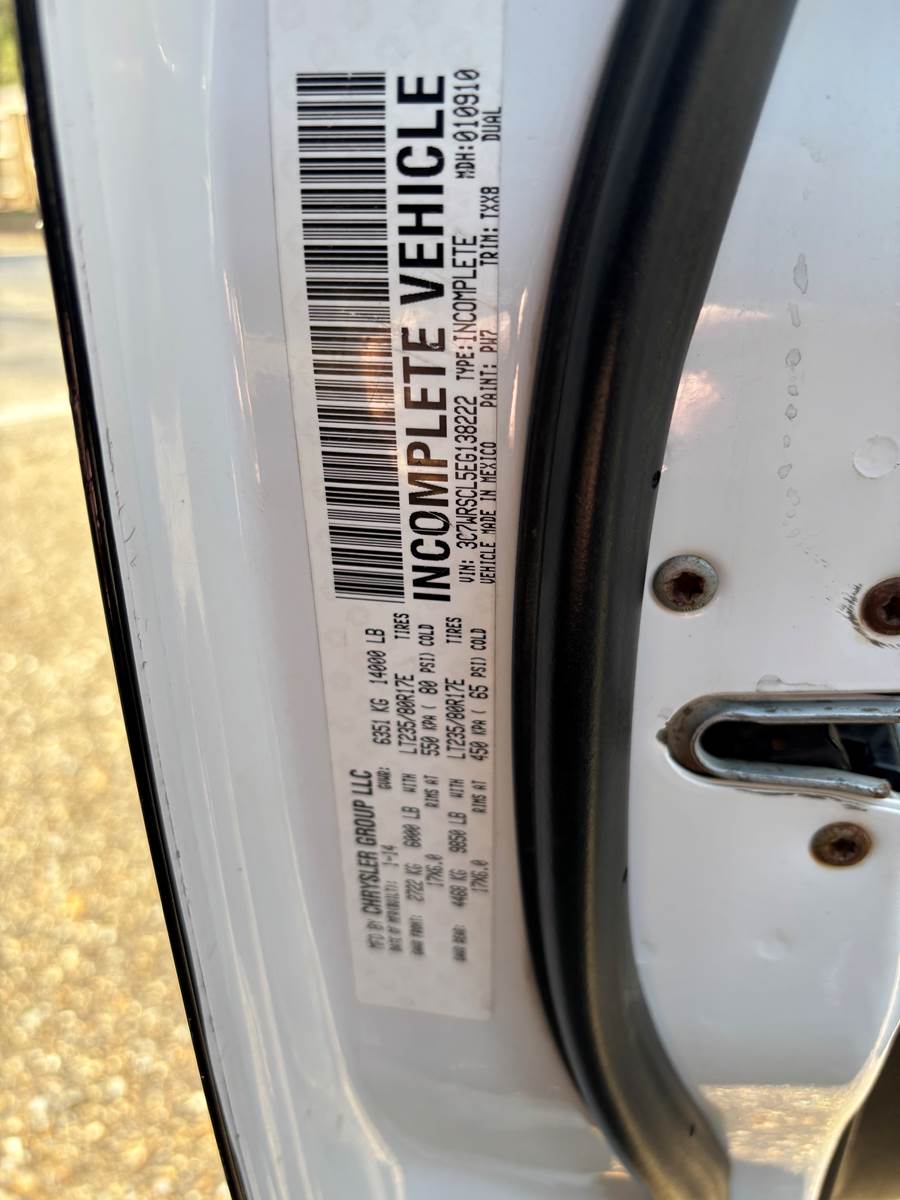 MFD BY CHRYSLER GROUP LLC
DATE OF MFR(BUILT): 1-14 GVWR: 6351 KG 14000 LB
GAWR FRONT: 2722 KG 6000 LB WITH LT235/80R17E TIRES
17X6.0 RIMS AT 550 KPA ( 80 PSI) COLD
GAWR REAR: 4468 KG 9850 LB WITH LT235/80R17E TIRES
17X6.0 RIMS AT 450 KPA ( 65 PSI) COLD
INCOMPLETE VEHICLE
VIN: 3C7WRSCL5EG138222 TYPE:INCOMPLETE MDH:010910
VEHICLE MADE IN MEXICO PAINT: PW7 TRIM: TXX8 DUAL